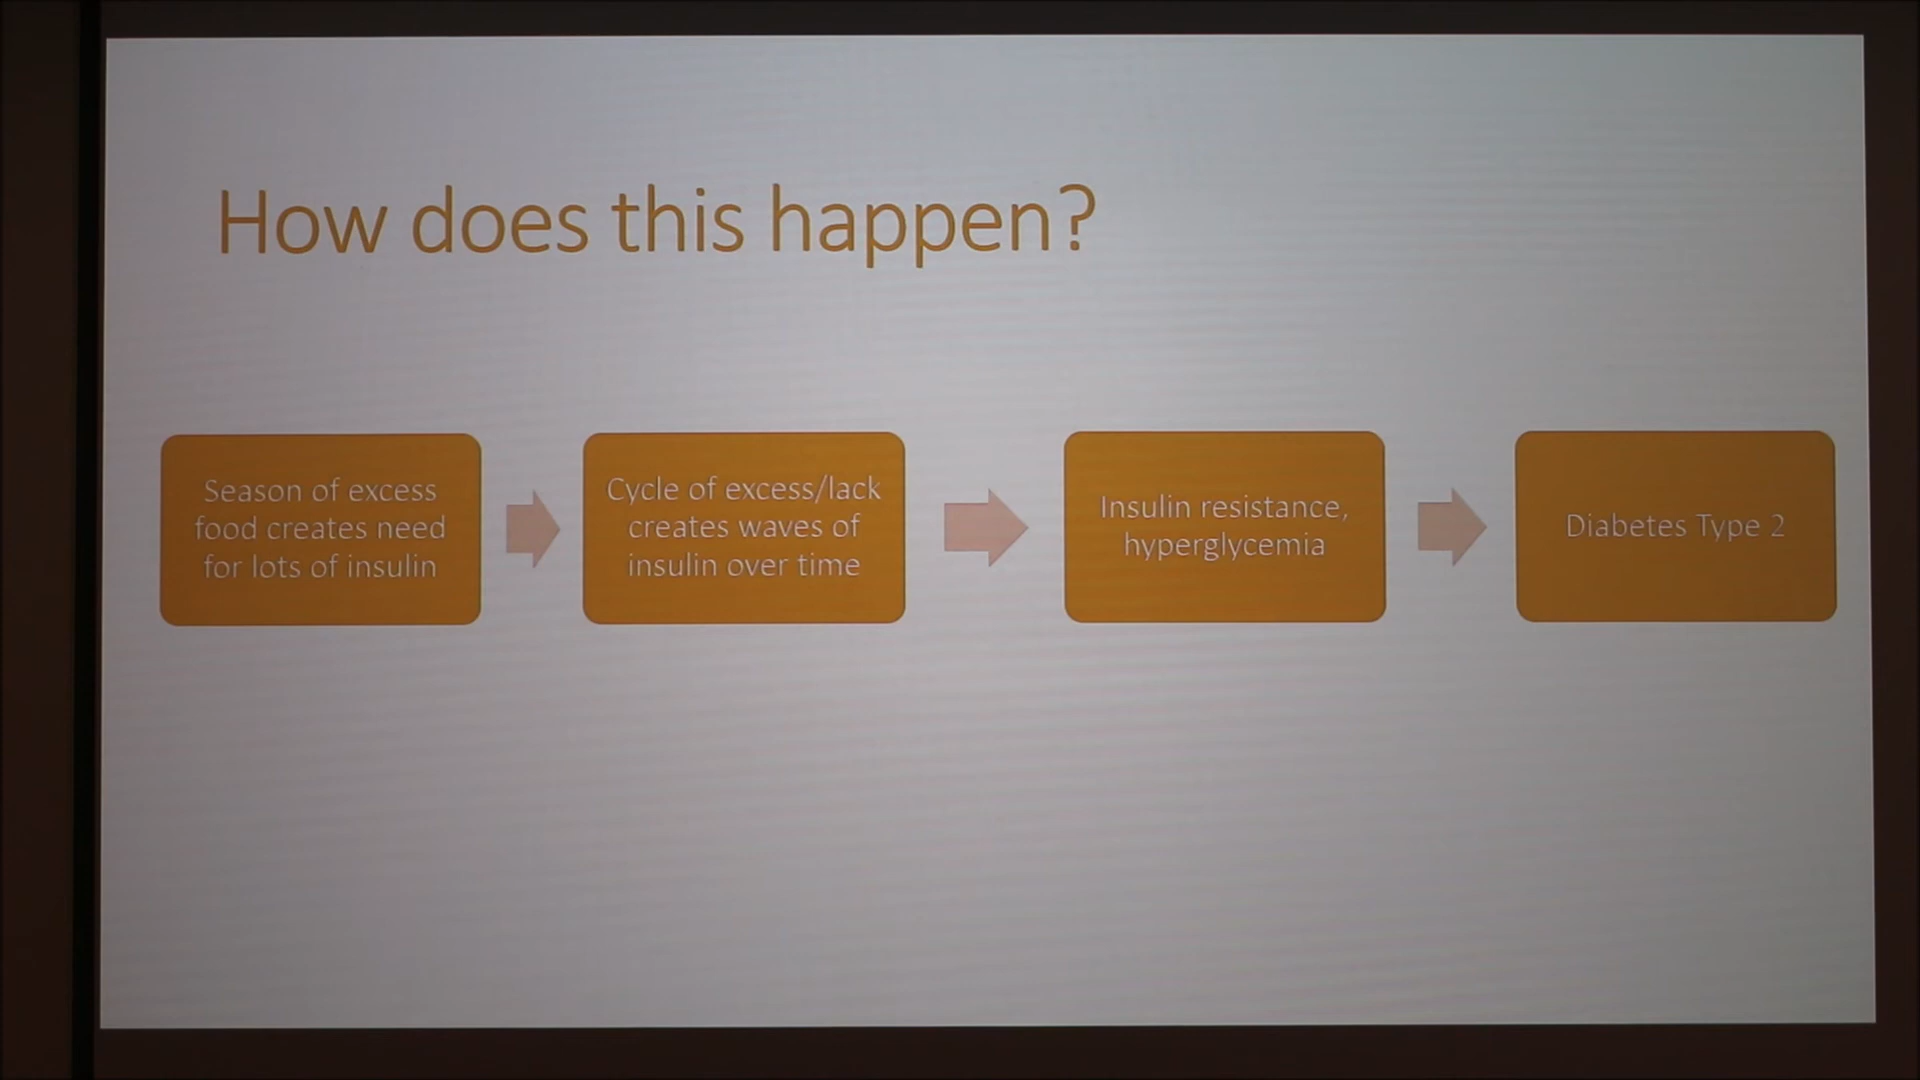 How does this happen?
Season of excess
food creates need
for lots of insulin
Cycle of excess/lack
creates waves of
insulin over time
Insulin resistance,
hyperglycemia
Diabetes Type 2